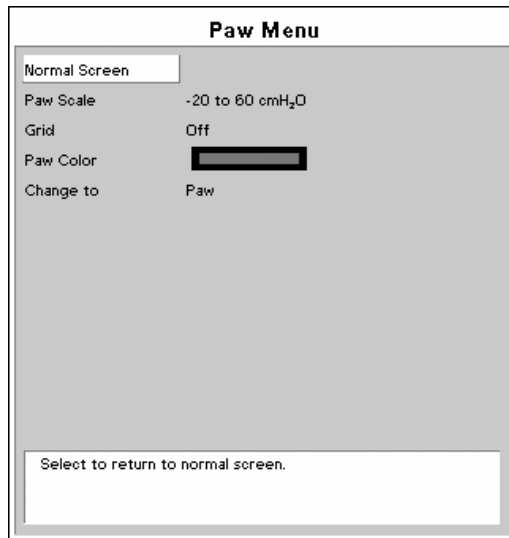 Paw Menu
Normal Screen
Paw Scale -20 to 60 cmH₂O
Grid Off
Paw Color
Change to Paw
Select to return to normal screen.